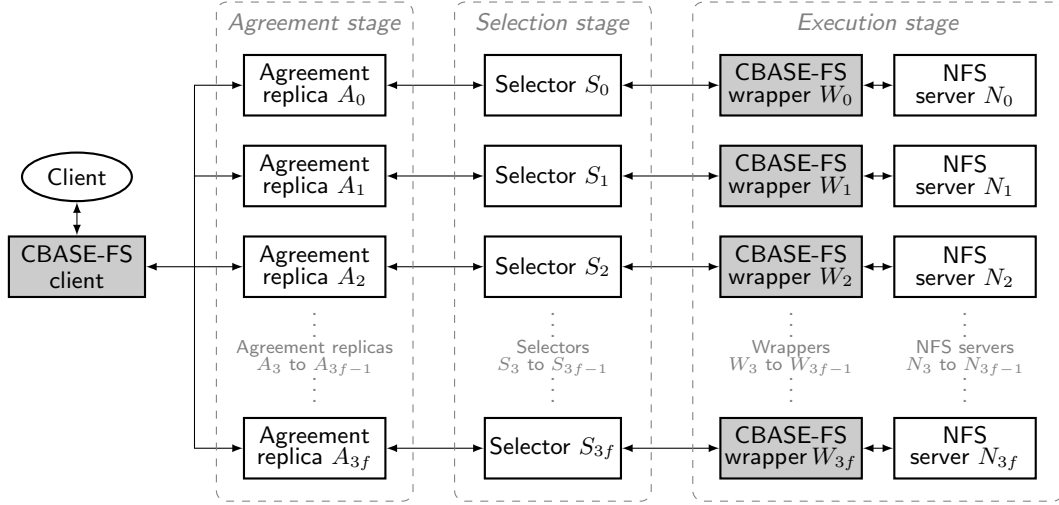 Agreement stage
Selection stage
Execution stage
Agreement
replica A₀
Selector S₀
CBASE-FS
wrapper W₀
NFS
server N₀
Client
Agreement
replica A₁
Selector S₁
CBASE-FS
wrapper W₁
NFS
server N₁
CBASE-FS
client
Agreement
replica A₂
Selector S₂
CBASE-FS
wrapper W₂
NFS
server N₂
Agreement replicas
A₃ to A₃f−1
Selectors
S₃ to S₃f−1
Wrappers
W₃ to W₃f−1
NFS servers
N₃ to N₃f−1
Agreement
replica A₃f
Selector S₃f
CBASE-FS
wrapper W₃f
NFS
server N₃f